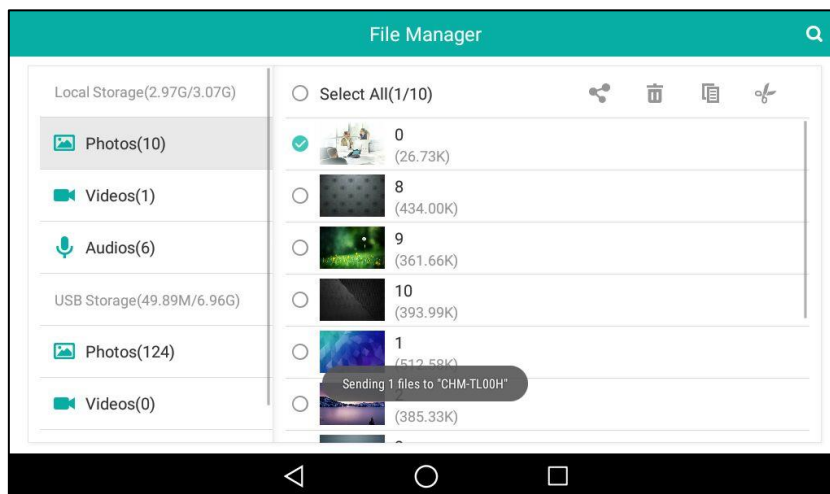 File Manager
Local Storage(2.97G/3.07G)
Photos(10)
Videos(1)
Audios(6)
USB Storage(49.89M/6.96G)
Photos(124)
Videos(0)
Select All(1/10)
0
(26.73K)
8
(434.00K)
9
(361.66K)
10
(393.99K)
1
(512.58K)
Sending 1 files to "CHM-TL00H"
2
(385.33K)